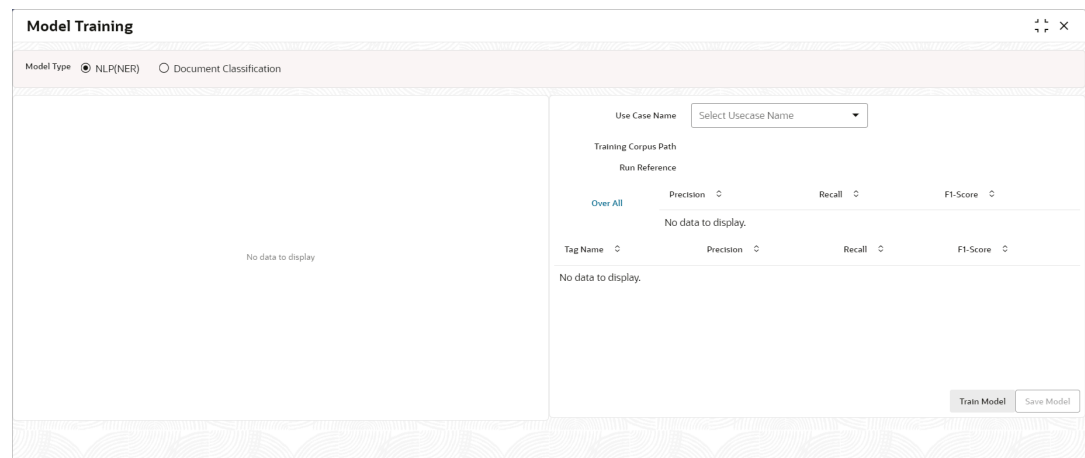 Model Training
Model Type NLP(NER) Document Classification
No data to display
Use Case Name Select Usecase Name
Training Corpus Path
Run Reference
Over All
Precision Recall F1-Score
No data to display.
Tag Name Precision Recall F1-Score
No data to display.
Train Model Save Model